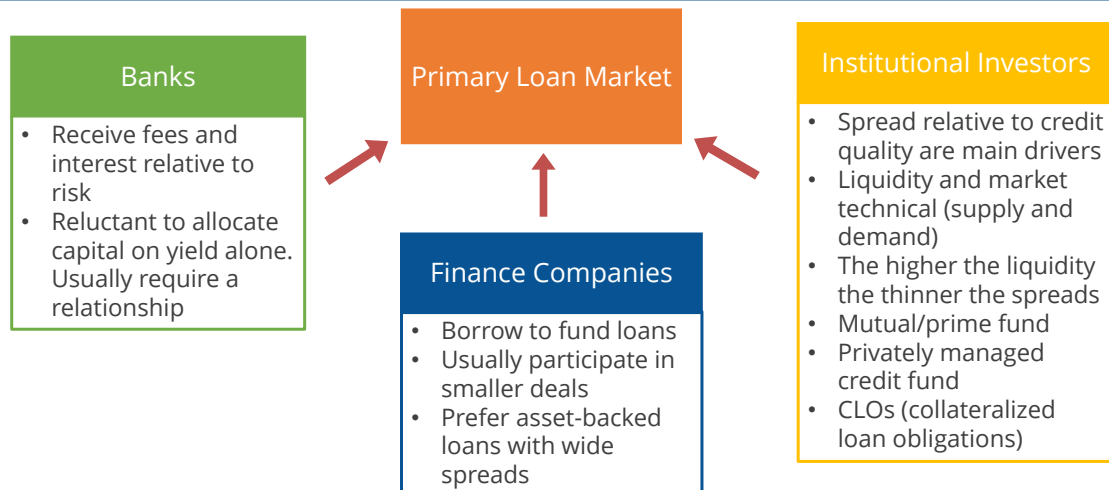 Banks
• Receive fees and
interest relative to
risk
• Reluctant to allocate
capital on yield alone.
Usually require a
relationship
Primary Loan Market
Finance Companies
• Borrow to fund loans
• Usually participate in
smaller deals
• Prefer asset-backed
loans with wide
spreads
Institutional Investors
• Spread relative to credit
quality are main drivers
• Liquidity and market
technical (supply and
demand)
• The higher the liquidity
the thinner the spreads
• Mutual/prime fund
• Privately managed
credit fund
• CLOs (collateralized
loan obligations)